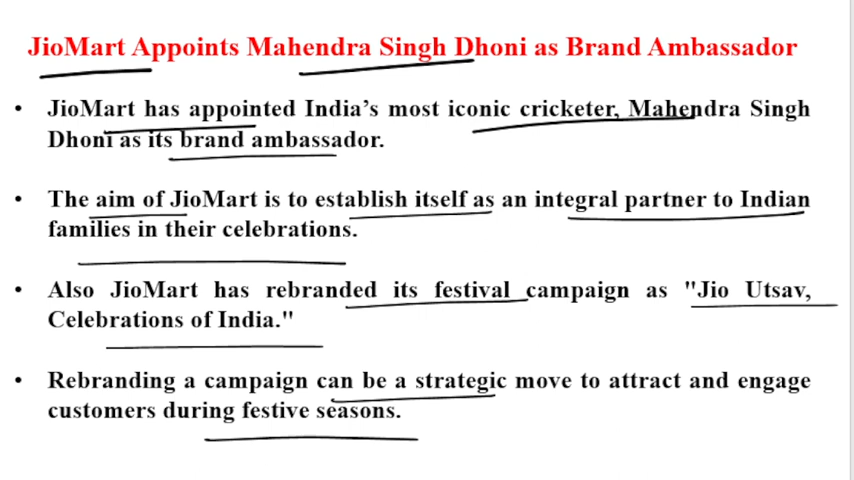 JioMart Appoints Mahendra Singh Dhoni as Brand Ambassador
• JioMart has appointed India's most iconic cricketer, Mahendra Singh
Dhoni as its brand ambassador.
• The aim of JioMart is to establish itself as an integral partner to Indian
families in their celebrations.
• Also JioMart has rebranded its festival campaign as "Jio Utsav,
Celebrations of India."
• Rebranding a campaign can be a strategic move to attract and engage
customers during festive seasons.